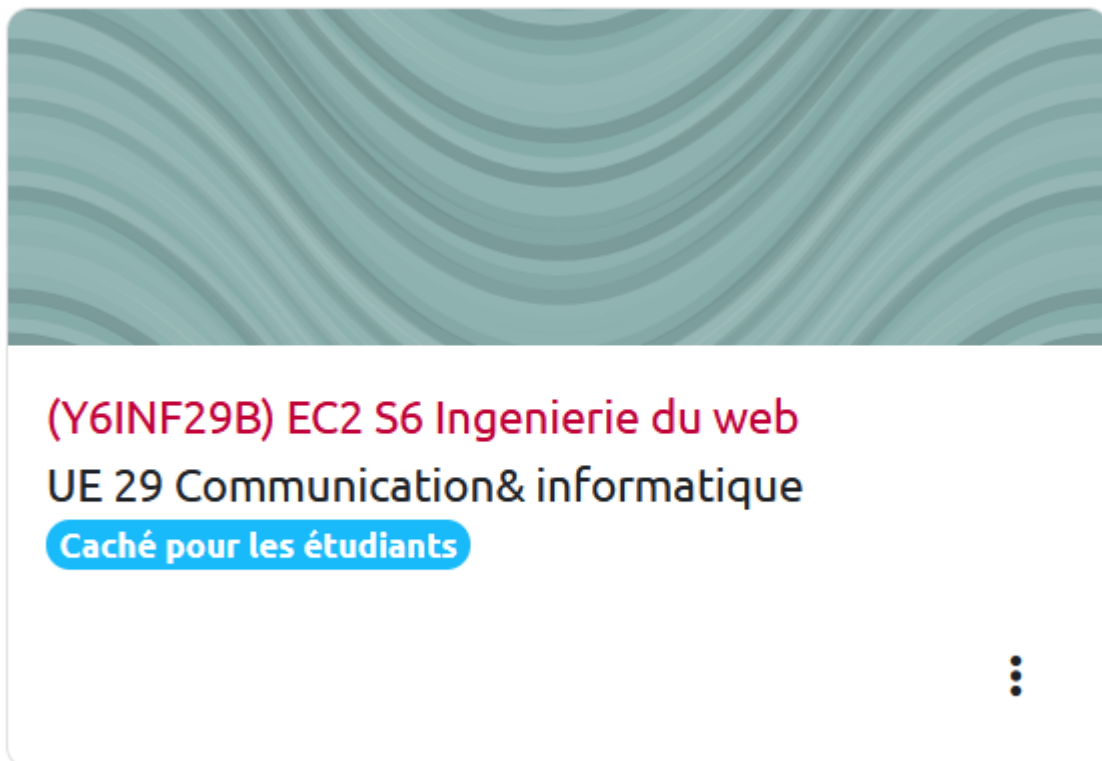 (Y6INF29B) EC2 S6 Ingenierie du web
UE 29 Communication& informatique
Caché pour les étudiants